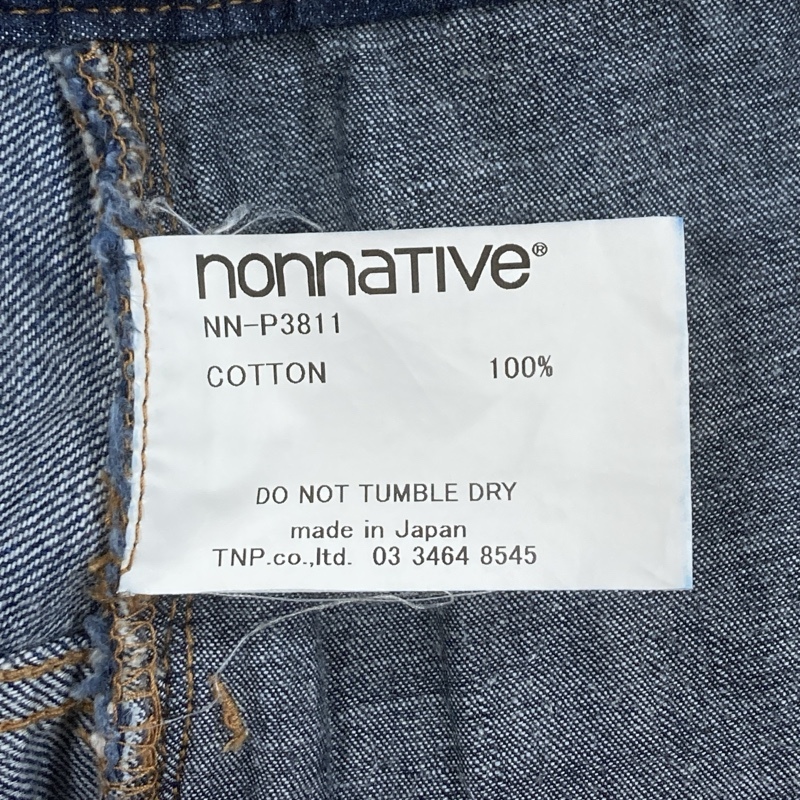 nonnaTIVe®
NN-P3811
COTTON 100%
DO NOT TUMBLE DRY
made in Japan
TNP.co.,ltd. 03 3464 8545